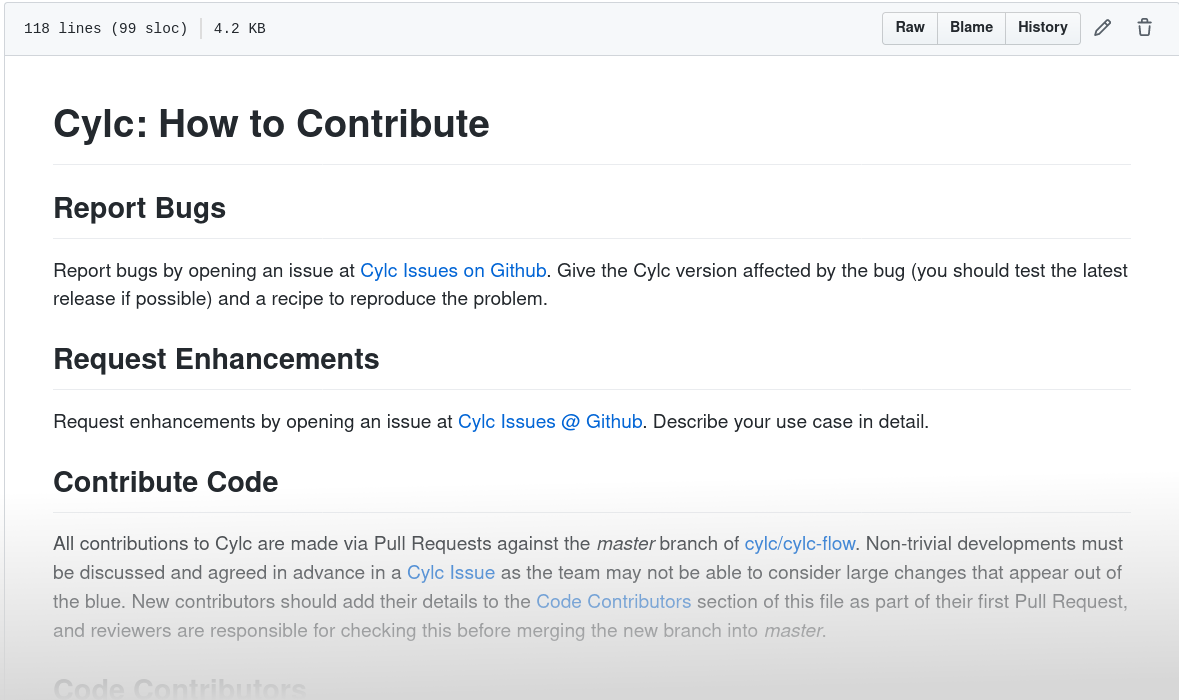 118 lines (99 sloc) 4.2 KB Raw Blame History
Cylc: How to Contribute
Report Bugs
Report bugs by opening an issue at Cylc Issues on Github. Give the Cylc version affected by the bug (you should test the latest
release if possible) and a recipe to reproduce the problem.
Request Enhancements
Request enhancements by opening an issue at Cylc Issues @ Github. Describe your use case in detail.
Contribute Code
All contributions to Cylc are made via Pull Requests against the master branch of cylc/cylc-flow. Non-trivial developments must
be discussed and agreed in advance in a Cylc Issue as the team may not be able to consider large changes that appear out of
the blue. New contributors should add their details to the Code Contributors section of this file as part of their first Pull Request,
and reviewers are responsible for checking this before merging the new branch into master.
Code Contributors